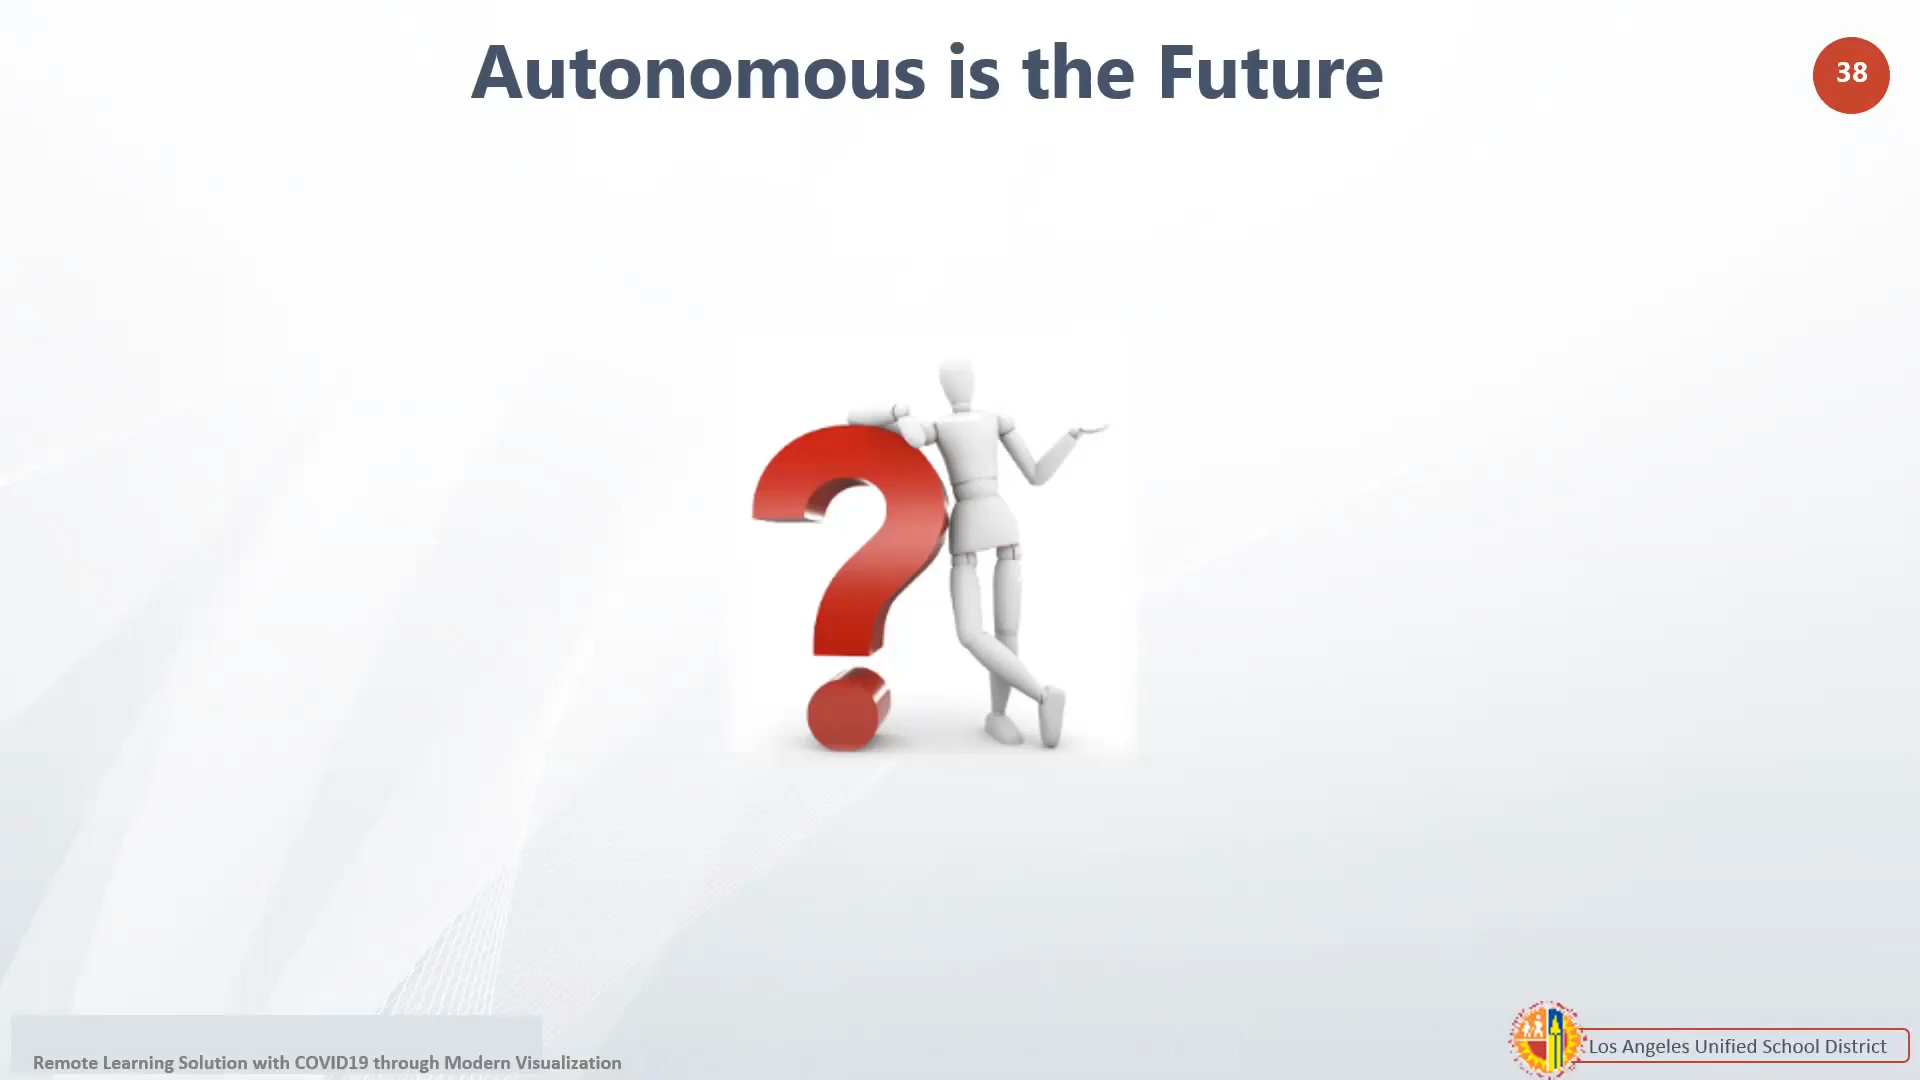 Autonomous is the Future
38
Remote Learning Solution with COVID19 through Modern Visualization
Los Angeles Unified School District